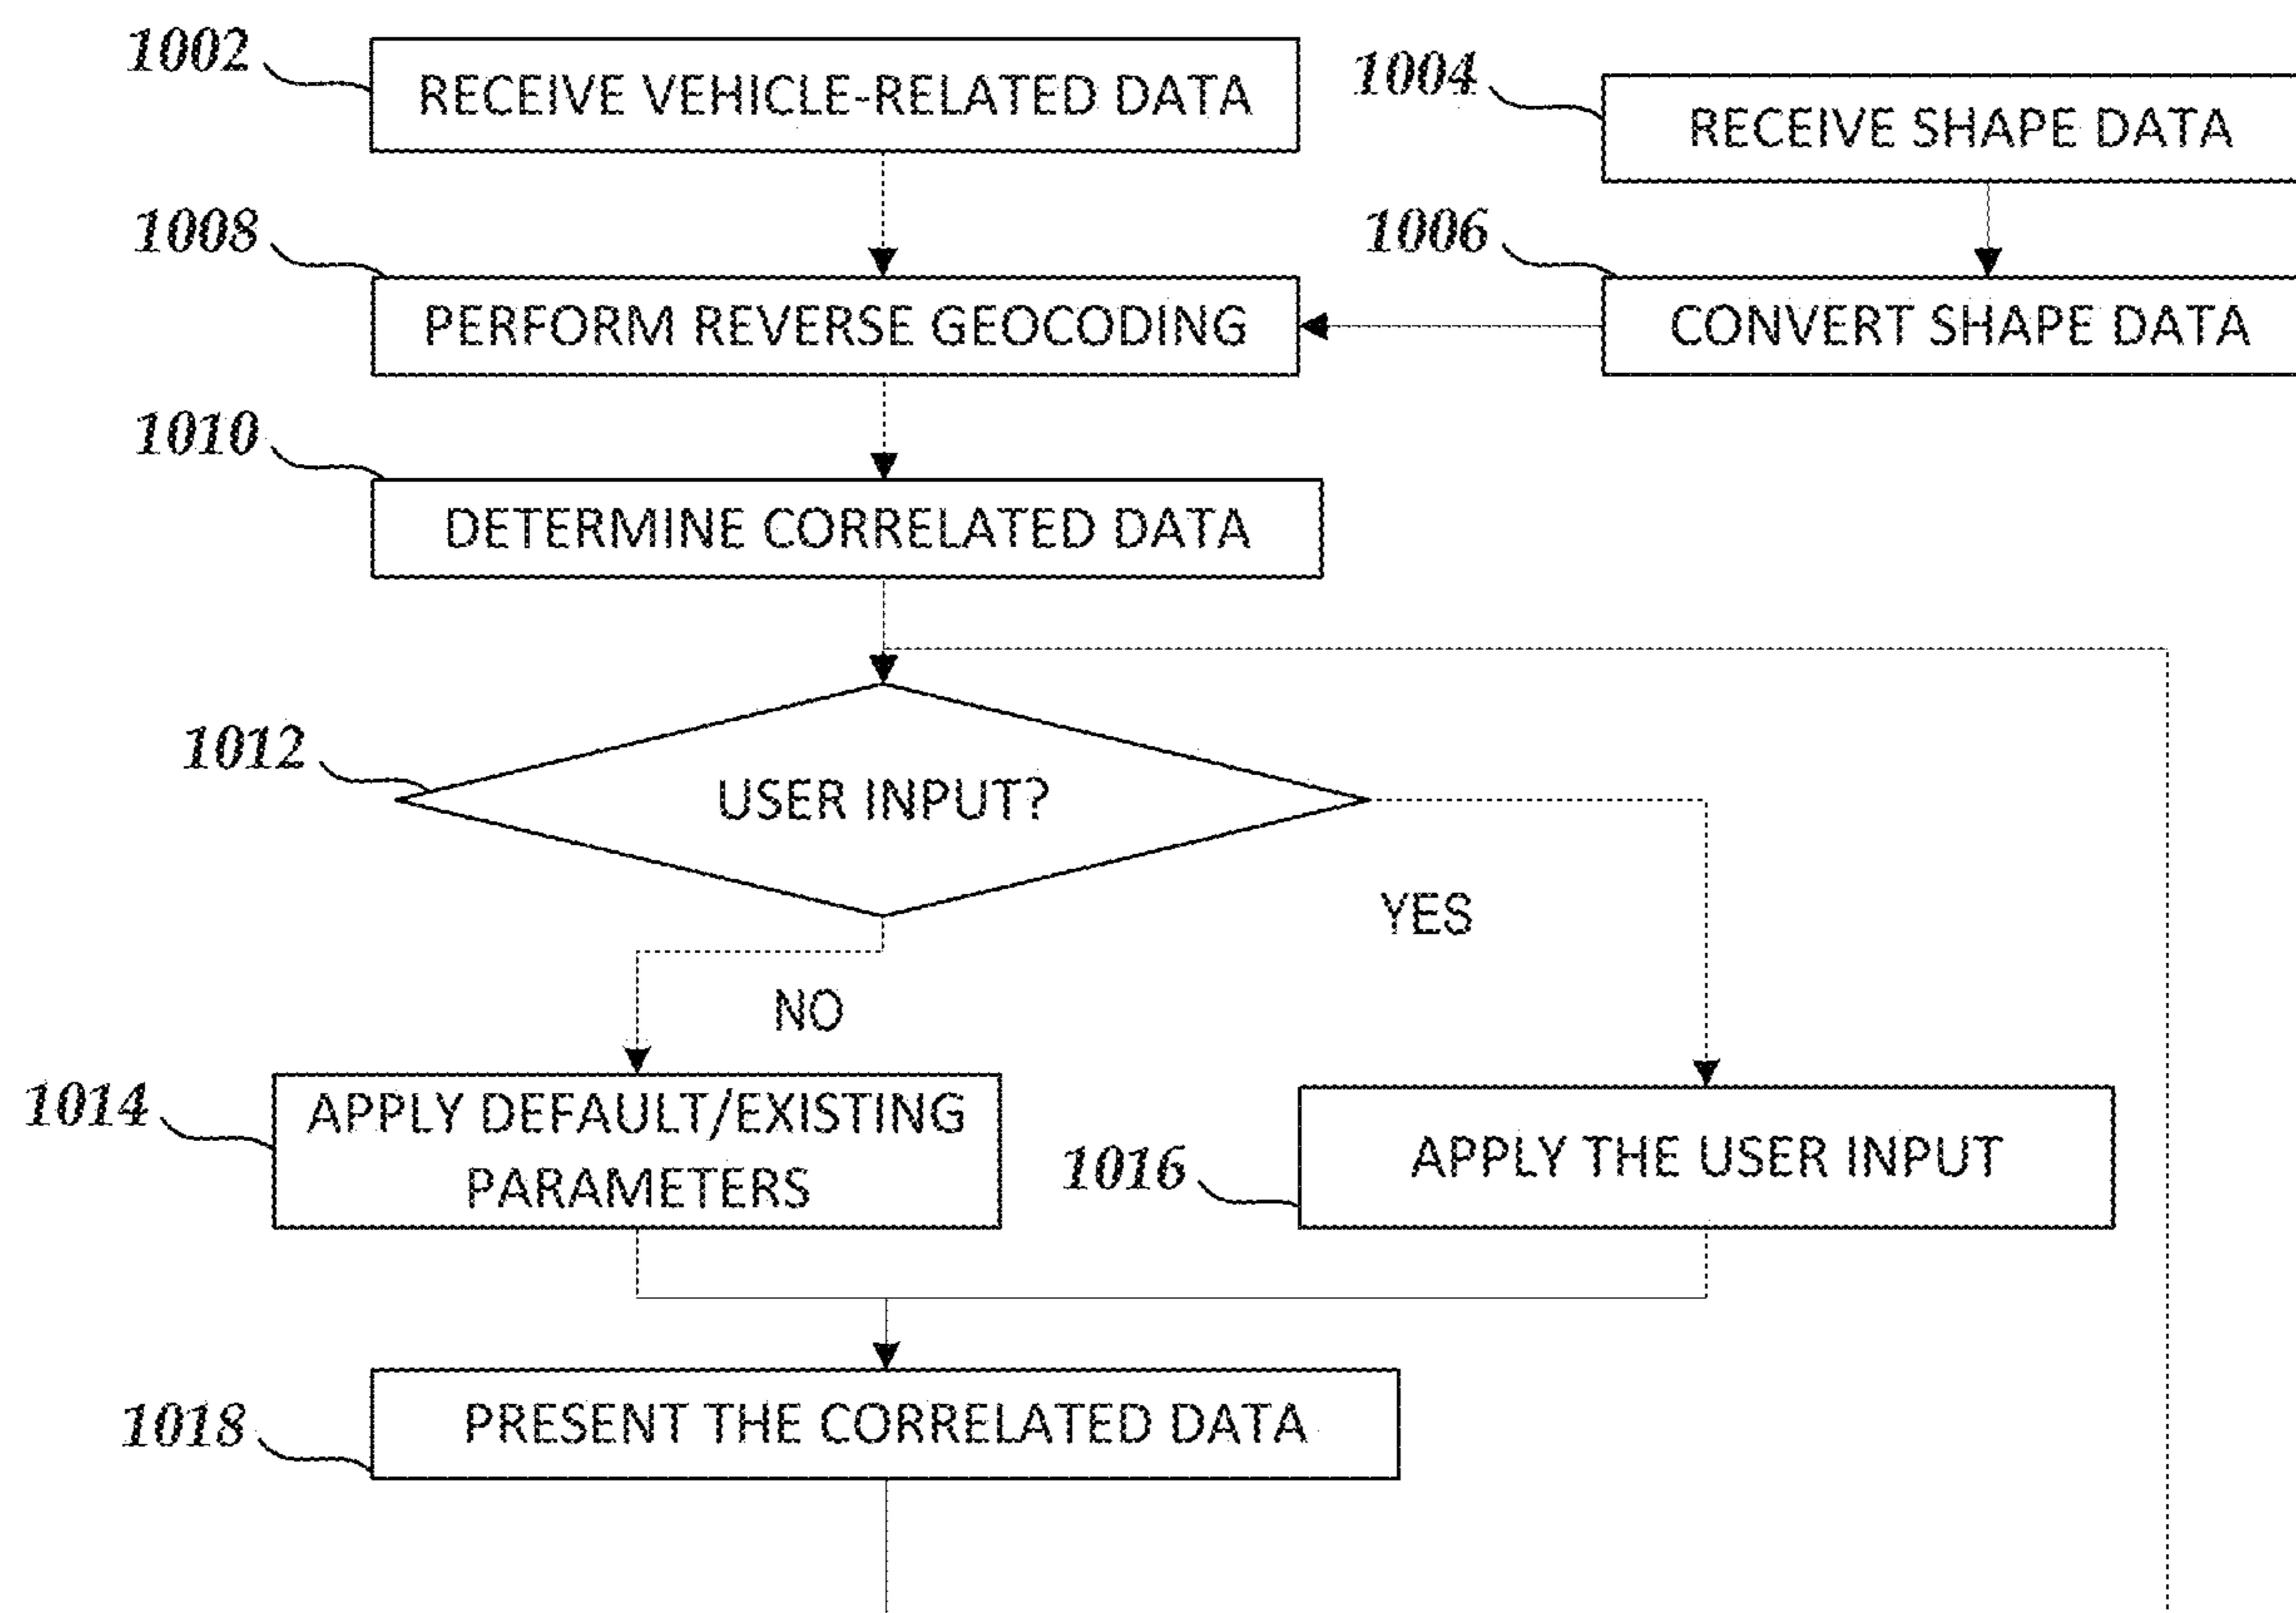 1002
RECEIVE VEHICLE-RELATED DATA
1004
RECEIVE SHAPE DATA
1008
PERFORM REVERSE GEOCODING
1006
CONVERT SHAPE DATA
1010
DETERMINE CORRELATED DATA
1012
USER INPUT?
YES
NO
1014
APPLY DEFAULT/EXISTING
PARAMETERS
1016
APPLY THE USER INPUT
1018
PRESENT THE CORRELATED DATA